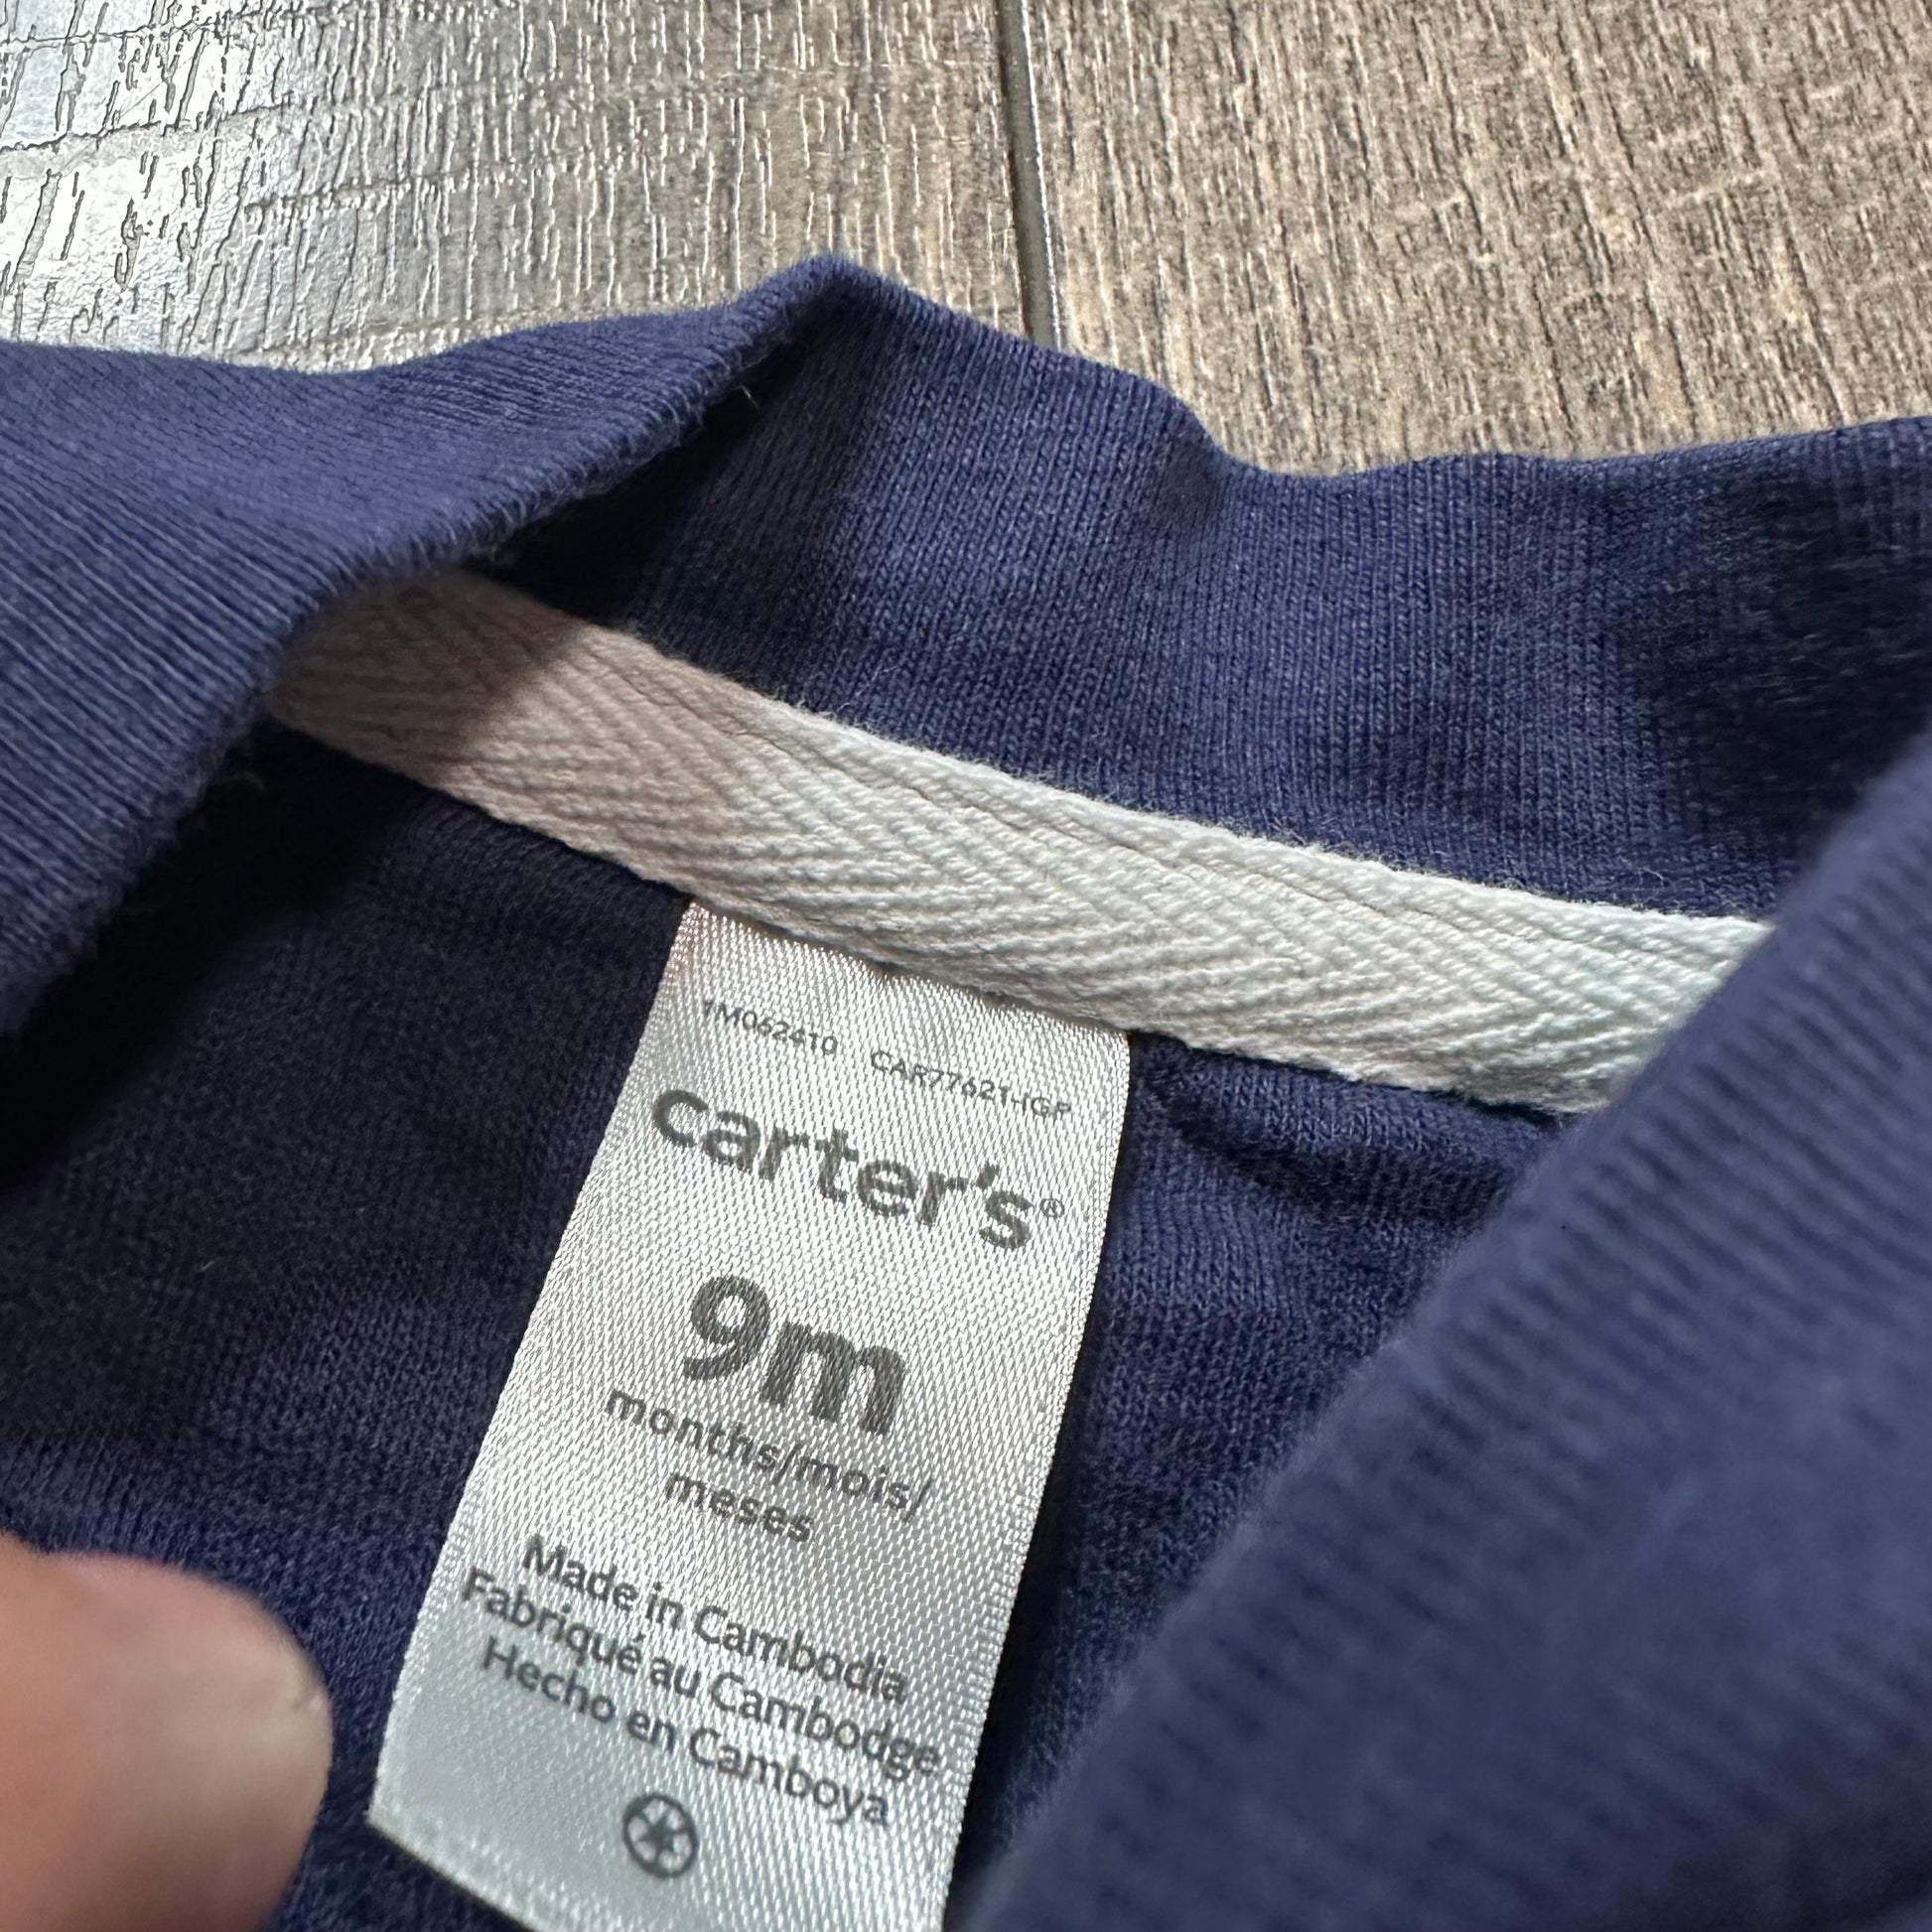 1M062410 CAR77621-IGP
carter's®
9m
months/mois/
meses
Made in Cambodia
Fabriqué au Cambodge
Hecho en Camboya